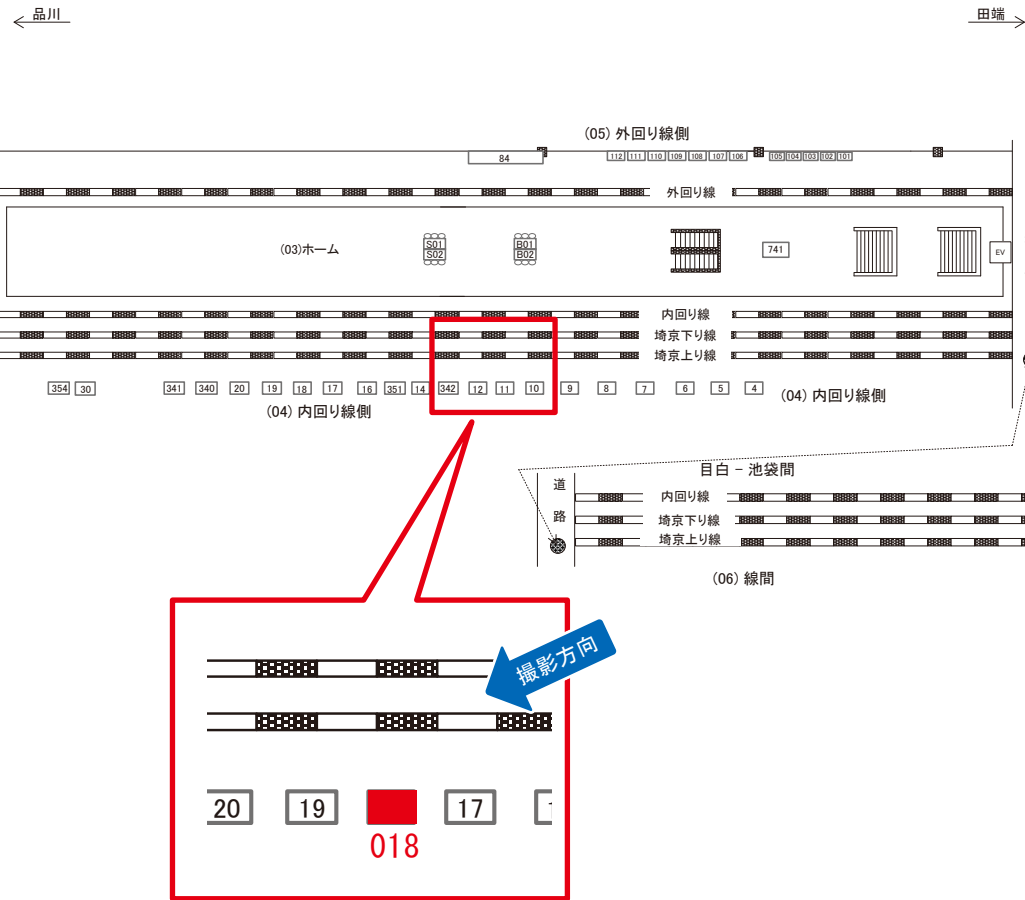 品川
田端
(05) 外回り線側
84
112 111 110 109 108 107 106 105 104 103 102 101
外回り線
(03)ホーム
S01
S02
B01
B02
741
EV
内回り線
埼京下り線
埼京上り線
354 30 341 340 20 19 18 17 16 351 14 342 12 11 10 9 8 7 6 5 4
(04) 内回り線側
(04) 内回り線側
目白 - 池袋間
道路
内回り線
埼京下り線
埼京上り線
(06) 線間
撮影方向
20 19 17
018